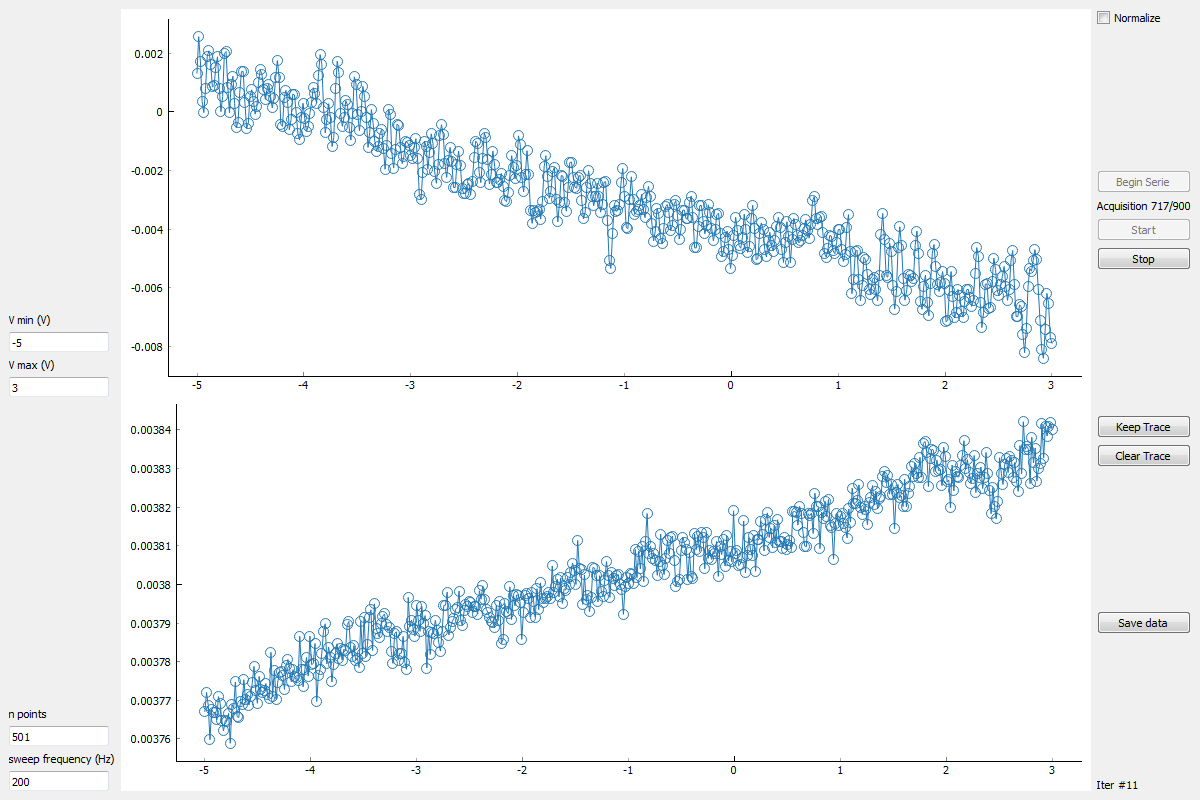 Normalize
0.002
0
-0.002
-0.004
-0.006
-0.008
-5 -4 -3 -2 -1 0 1 2 3
Begin Serie
Acquisition 717/900
Start
Stop
V min (V)
-5
V max (V)
3
0.00384
0.00383
0.00382
0.00381
0.0038
0.00379
0.00378
0.00377
0.00376
-5 -4 -3 -2 -1 0 1 2 3
Keep Trace
Clear Trace
Save data
n points
501
sweep frequency (Hz)
200
Iter #11